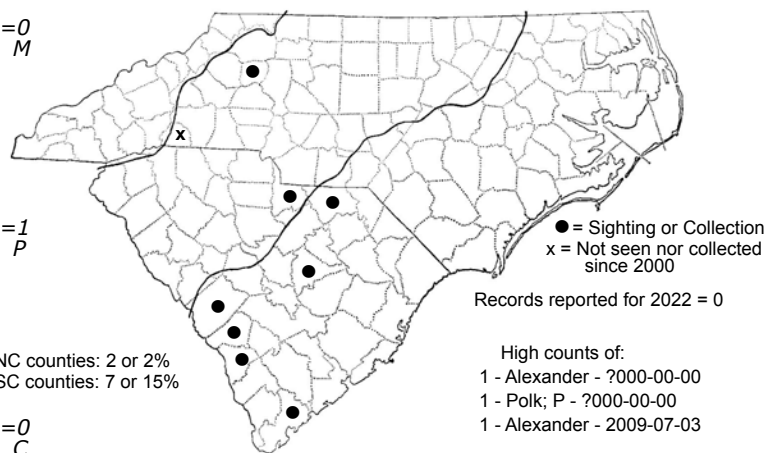 =0
M
x
=1
P
● = Sighting or Collection
x = Not seen nor collected
since 2000
Records reported for 2022 = 0
NC counties: 2 or 2%
SC counties: 7 or 15%
High counts of:
1 - Alexander - ?000-00-00
1 - Polk; P - ?000-00-00
1 - Alexander - 2009-07-03
=0
C